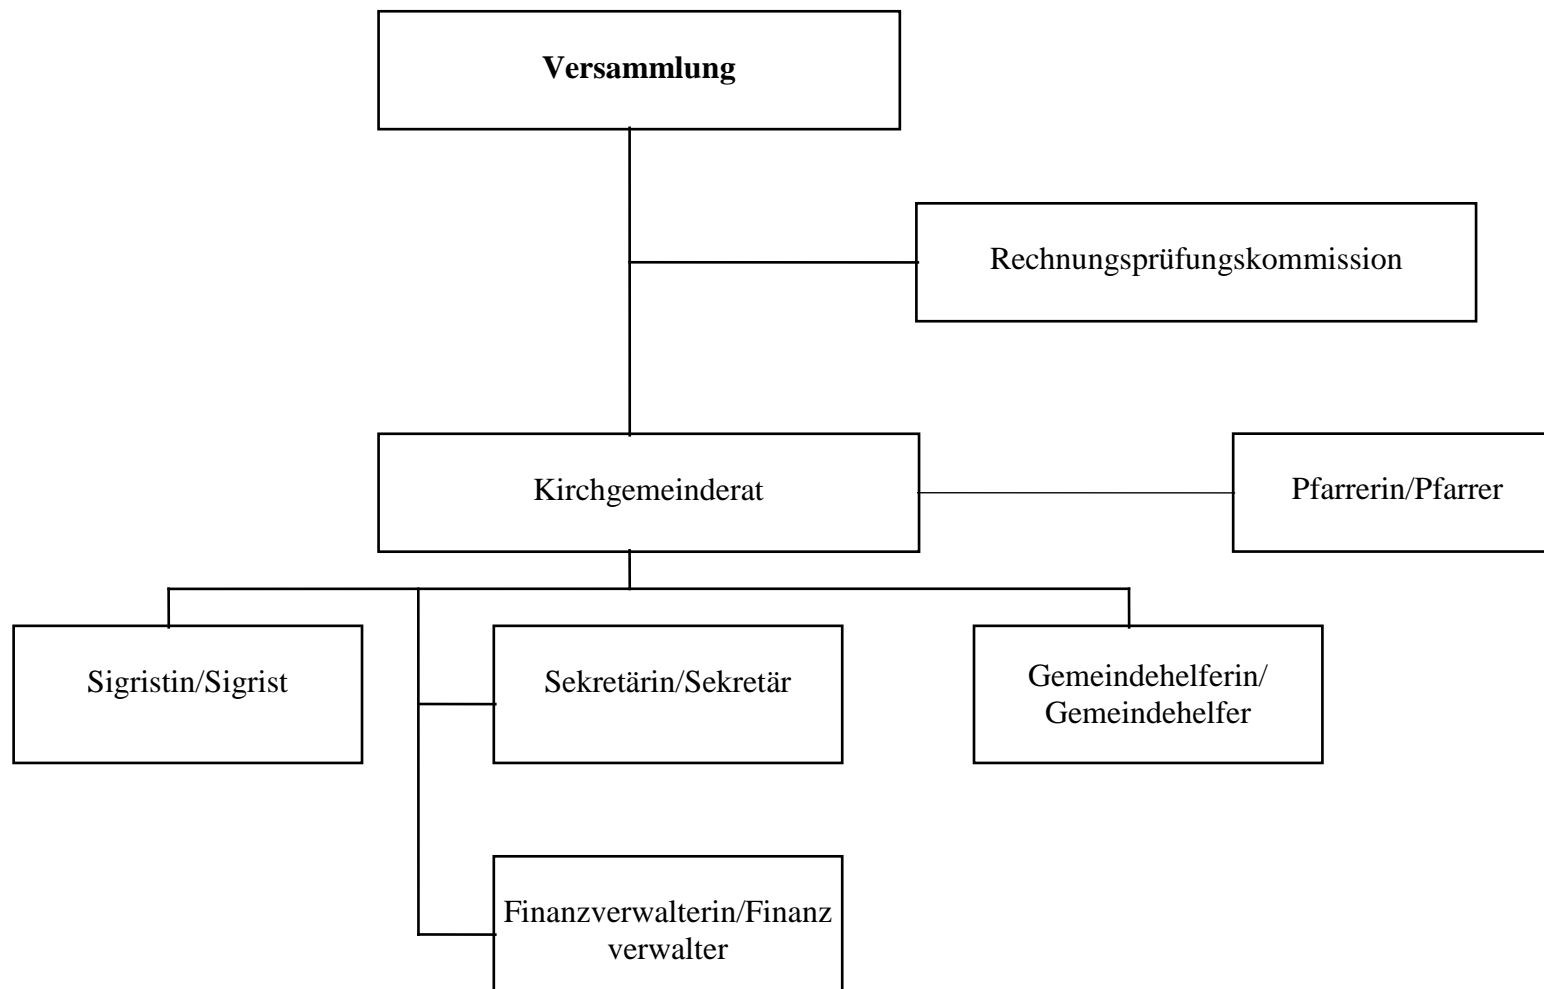 Versammlung
Rechnungsprüfungskommission
Kirchgemeinderat
Pfarrerin/Pfarrer
Sigristin/Sigrist
Sekretärin/Sekretär
Gemeindehelferin/
Gemeindehelfer
Finanzverwalterin/Finanz
verwalter